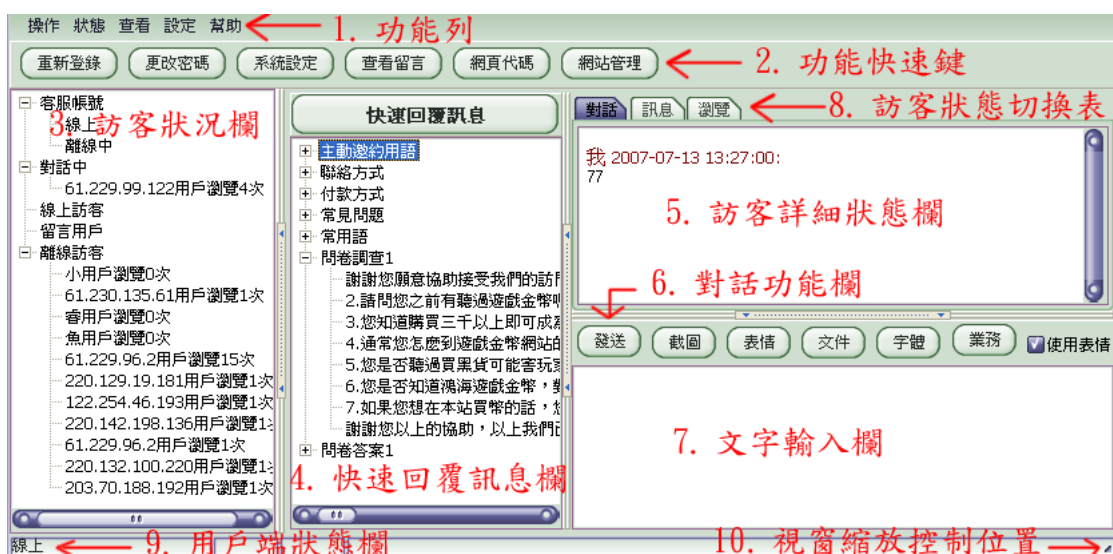 操作 狀態 查看 設定 幫助
1. 功能列
重新登錄 更改密碼 系統設定 查看留言 網頁代碼 網站管理
2. 功能快速鍵
客服帳號
線上
離線中
3. 訪客狀況欄
對話中
61.229.99.122用戶瀏覽4次
線上訪客
留言用戶
離線訪客
小用戶瀏覽0次
61.230.135.61用戶瀏覽1次
睿用戶瀏覽0次
魚用戶瀏覽0次
61.229.96.2用戶瀏覽15次
220.129.19.181用戶瀏覽1次
122.254.46.193用戶瀏覽1次
220.142.198.136用戶瀏覽1
61.229.96.2用戶瀏覽1次
220.132.100.220用戶瀏覽1
203.70.188.192用戶瀏覽1次
快速回覆訊息
主動邀約用語
聯絡方式
付款方式
常見問題
常用語
問卷調查1
謝謝您願意協助接受我們的訪
2.請問您之前有聽過遊戲金幣
3.您知道購買三千以上即可成
4.通常您怎麼到遊戲金幣網站
5.您是否聽過買黑貨可能害玩
6.您是否知道鴻海遊戲金幣，
7.如果您想在本站買幣的話，
謝謝您以上的協助，以上我們
問卷答案1
4. 快速回覆訊息欄
對話 訊息 瀏覽
8. 訪客狀態切換表
我 2007-07-13 13:27:00:
77
5. 訪客詳細狀態欄
6. 對話功能欄
發送 截圖 表情 文件 字體 業務 使用表情
7. 文字輸入欄
線上
9. 用戶端狀態欄
10. 視窗縮放控制位置